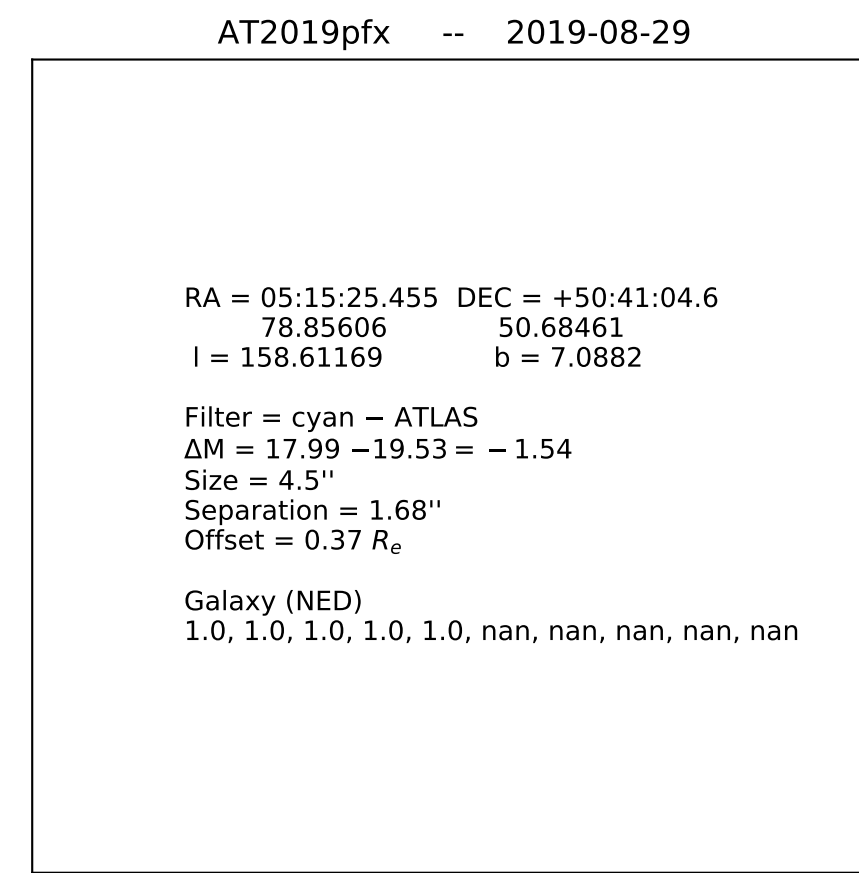 AT2019pfx -- 2019-08-29
RA = 05:15:25.455 DEC = +50:41:04.6
78.85606 50.68461
l = 158.61169 b = 7.0882
Filter = cyan − ATLAS
ΔM = 17.99 −19.53 = − 1.54
Size = 4.5''
Separation = 1.68''
Offset = 0.37 Rₑ
Galaxy (NED)
1.0, 1.0, 1.0, 1.0, 1.0, nan, nan, nan, nan, nan